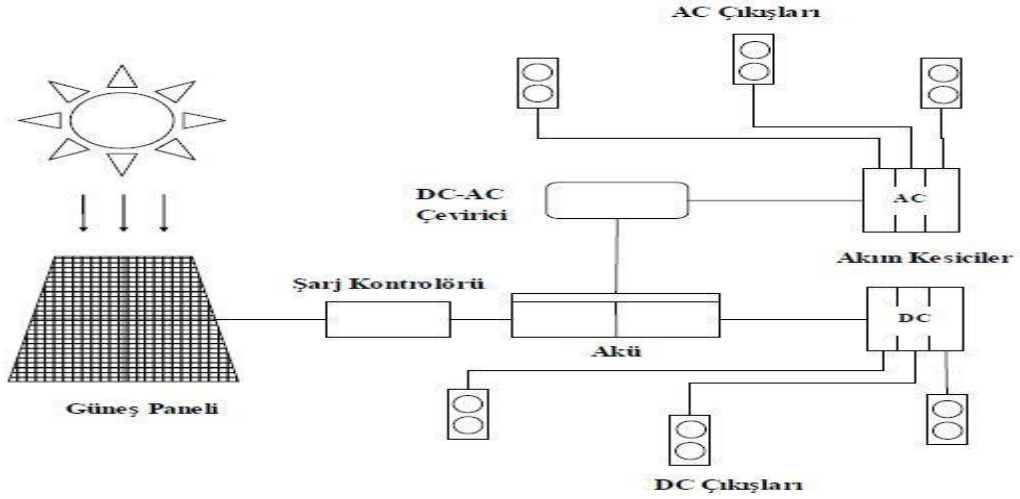 AC Çıkışları
DC-AC
Çevirici
AC
Akım Kesiciler
Şarj Kontrolörü
DC
Akü
Güneş Paneli
DC Çıkışları